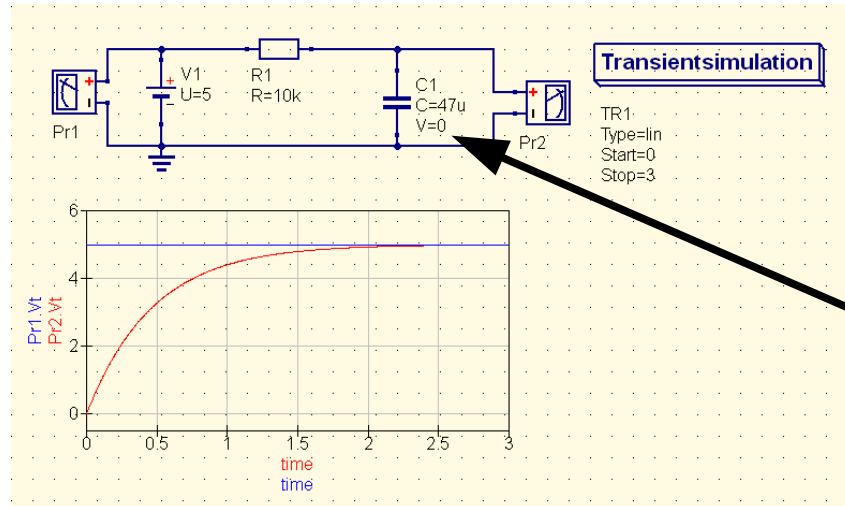 V1
U=5
R1
R=10k
C1
C=47u
V=0
Pr1
Pr2
Transientsimulation
TR1
Type=lin
Start=0
Stop=3
6
4
2
0
Pr1.Vt
Pr2.Vt
0 0.5 1 1.5 2 2.5 3
time
time